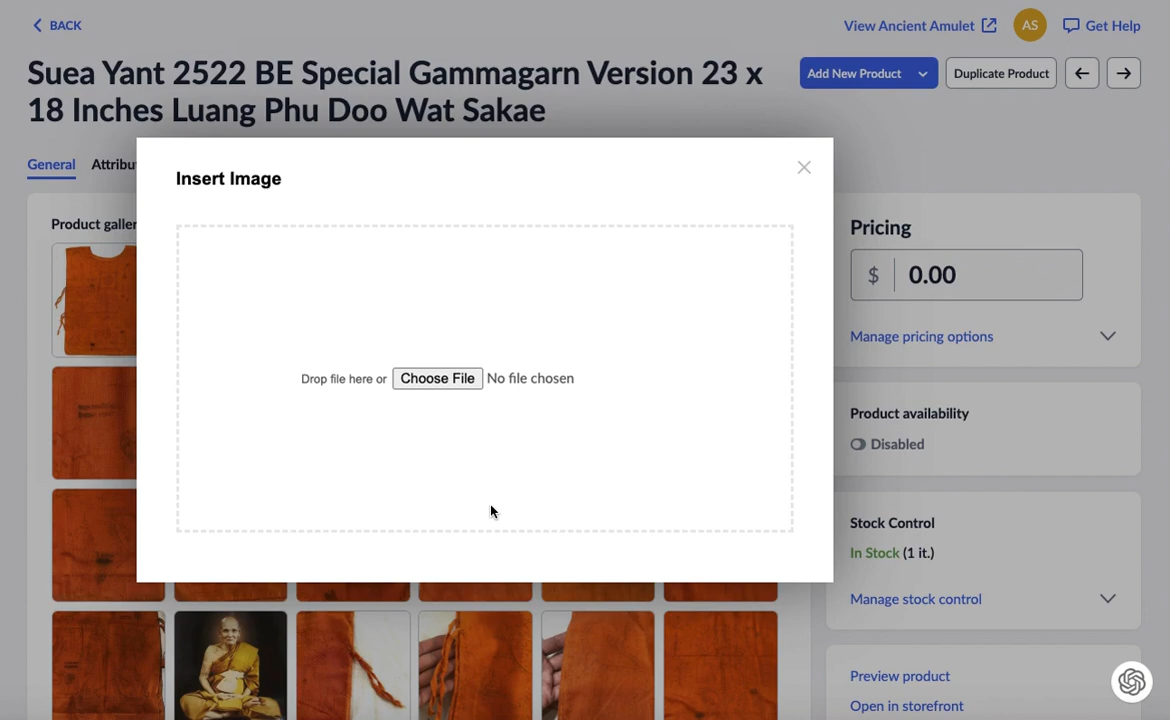 BACK
View Ancient Amulet
AS
Get Help
Suea Yant 2522 BE Special Gammagarn Version 23 x
18 Inches Luang Phu Doo Wat Sakae
Add New Product
Duplicate Product
General
Attribu
Insert Image
Product galler
Drop file here or Choose File No file chosen
Pricing
$ 0.00
Manage pricing options
Product availability
Disabled
Stock Control
In Stock (1 it.)
Manage stock control
Preview product
Open in storefront